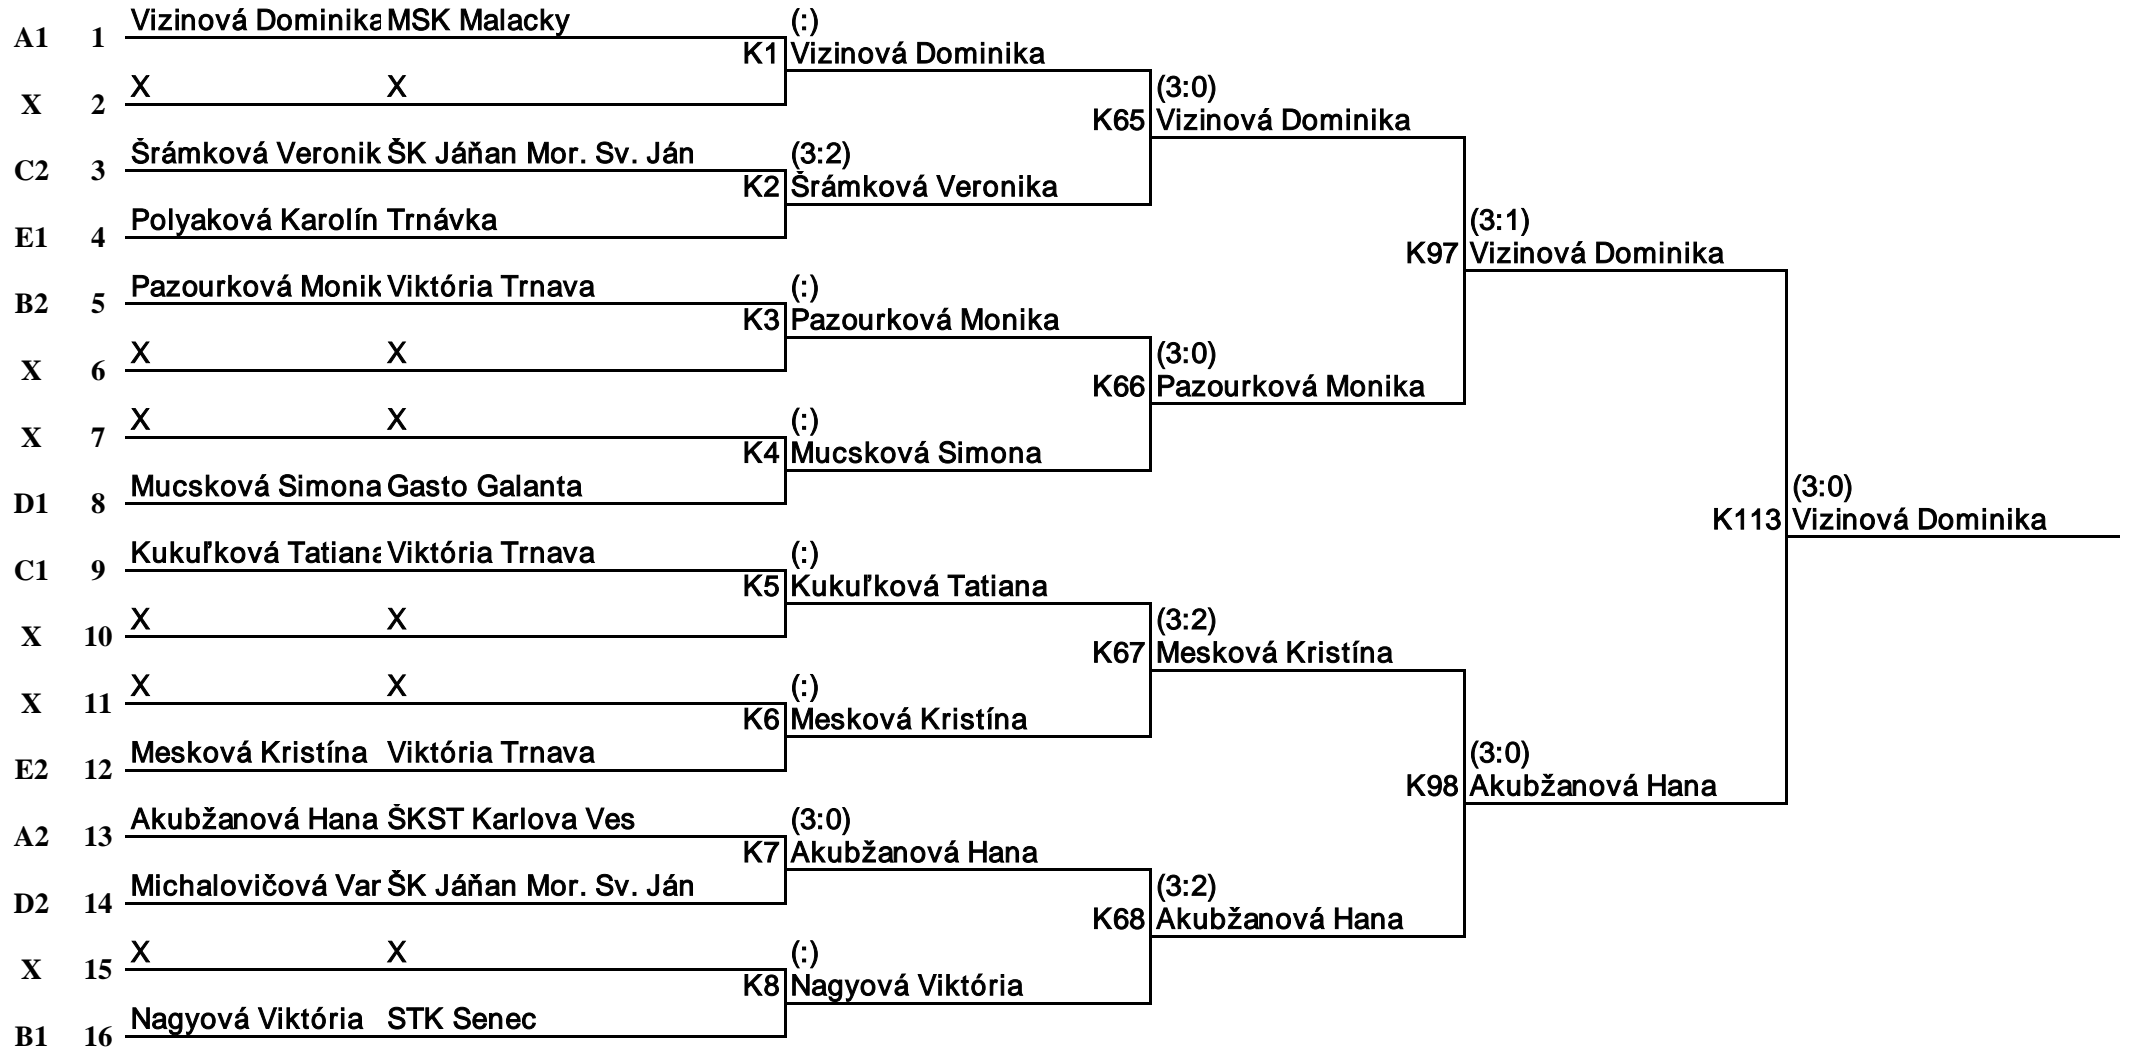 A1 1 Vizinová Dominika MSK Malacky
(:)
K1 Vizinová Dominika
X 2 X X
(3:0)
K65 Vizinová Dominika
C2 3 Šrámková Veronik ŠK Jáňan Mor. Sv. Ján
(3:2)
K2 Šrámková Veronika
E1 4 Polyaková Karolín Trnávka
(3:1)
K97 Vizinová Dominika
B2 5 Pazourková Monik Viktória Trnava
(:)
K3 Pazourková Monika
X 6 X X
(3:0)
K66 Pazourková Monika
X 7 X X
(:)
K4 Mucsková Simona
D1 8 Mucsková Simona Gasto Galanta
(3:0)
K113 Vizinová Dominika
C1 9 Kukuľková Tatiana Viktória Trnava
(:)
K5 Kukuľková Tatiana
X 10 X X
(3:2)
K67 Mesková Kristína
X 11 X X
(:)
K6 Mesková Kristína
E2 12 Mesková Kristína Viktória Trnava
(3:0)
K98 Akubžanová Hana
A2 13 Akubžanová Hana ŠKST Karlova Ves
(3:0)
K7 Akubžanová Hana
D2 14 Michalovičová Var ŠK Jáňan Mor. Sv. Ján
(3:2)
K68 Akubžanová Hana
X 15 X X
(:)
K8 Nagyová Viktória
B1 16 Nagyová Viktória STK Senec